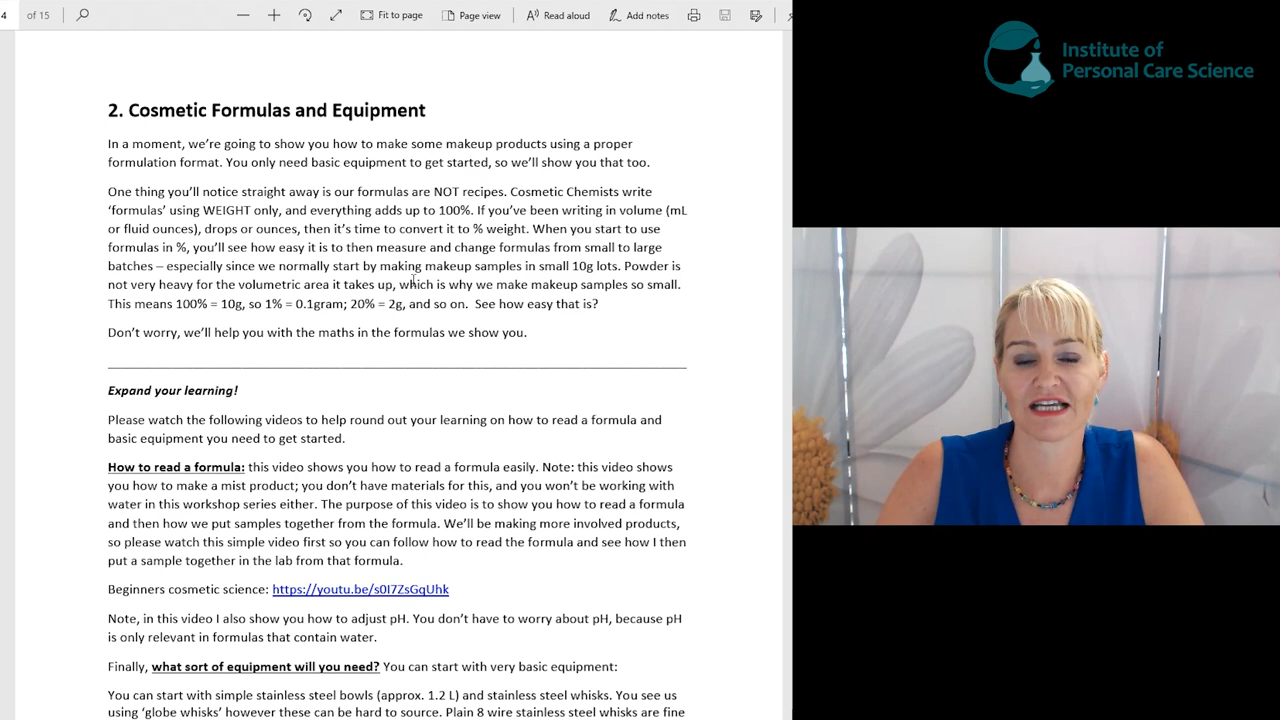 4 of 15 Fit to page Page view Read aloud Add notes
Institute of
Personal Care Science
2. Cosmetic Formulas and Equipment
In a moment, we're going to show you how to make some makeup products using a proper
formulation format. You only need basic equipment to get started, so we'll show you that too.
One thing you'll notice straight away is our formulas are NOT recipes. Cosmetic Chemists write
‘formulas’ using WEIGHT only, and everything adds up to 100%. If you've been writing in volume (mL
or fluid ounces), drops or ounces, then it's time to convert it to % weight. When you start to use
formulas in %, you'll see how easy it is to then measure and change formulas from small to large
batches – especially since we normally start by making makeup samples in small 10g lots. Powder is
not very heavy for the volumetric area it takes up, which is why we make makeup samples so small.
This means 100% = 10g, so 1% = 0.1gram; 20% = 2g, and so on. See how easy that is?
Don't worry, we'll help you with the maths in the formulas we show you.
Expand your learning!
Please watch the following videos to help round out your learning on how to read a formula and
basic equipment you need to get started.
How to read a formula: this video shows you how to read a formula easily. Note: this video shows
you how to make a mist product; you don't have materials for this, and you won't be working with
water in this workshop series either. The purpose of this video is to show you how to read a formula
and then how we put samples together from the formula. We'll be making more involved products,
so please watch this simple video first so you can follow how to read the formula and see how I then
put a sample together in the lab from that formula.
Beginners cosmetic science: https://youtu.be/s0I7ZsGqUhk
Note, in this video I also show you how to adjust pH. You don't have to worry about pH, because pH
is only relevant in formulas that contain water.
Finally, what sort of equipment will you need? You can start with very basic equipment:
You can start with simple stainless steel bowls (approx. 1.2 L) and stainless steel whisks. You see us
using ‘globe whisks’ however these can be hard to source. Plain 8 wire stainless steel whisks are fine